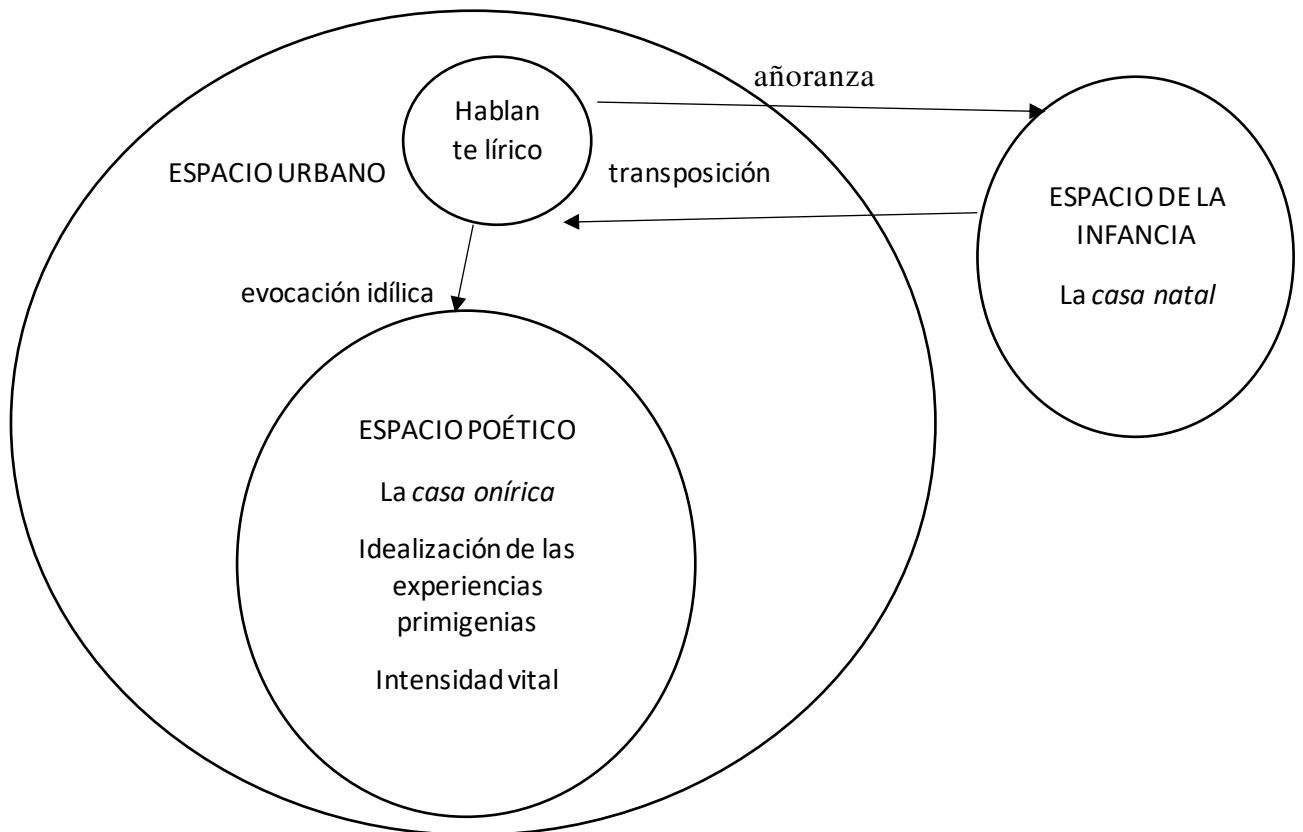 añoranza
Hablan
te lírico
ESPACIO URBANO
transposición
ESPACIO DE LA
INFANCIA
La casa natal
evocación idílica
ESPACIO POÉTICO
La casa onírica
Idealización de las
experiencias
primigenias
Intensidad vital